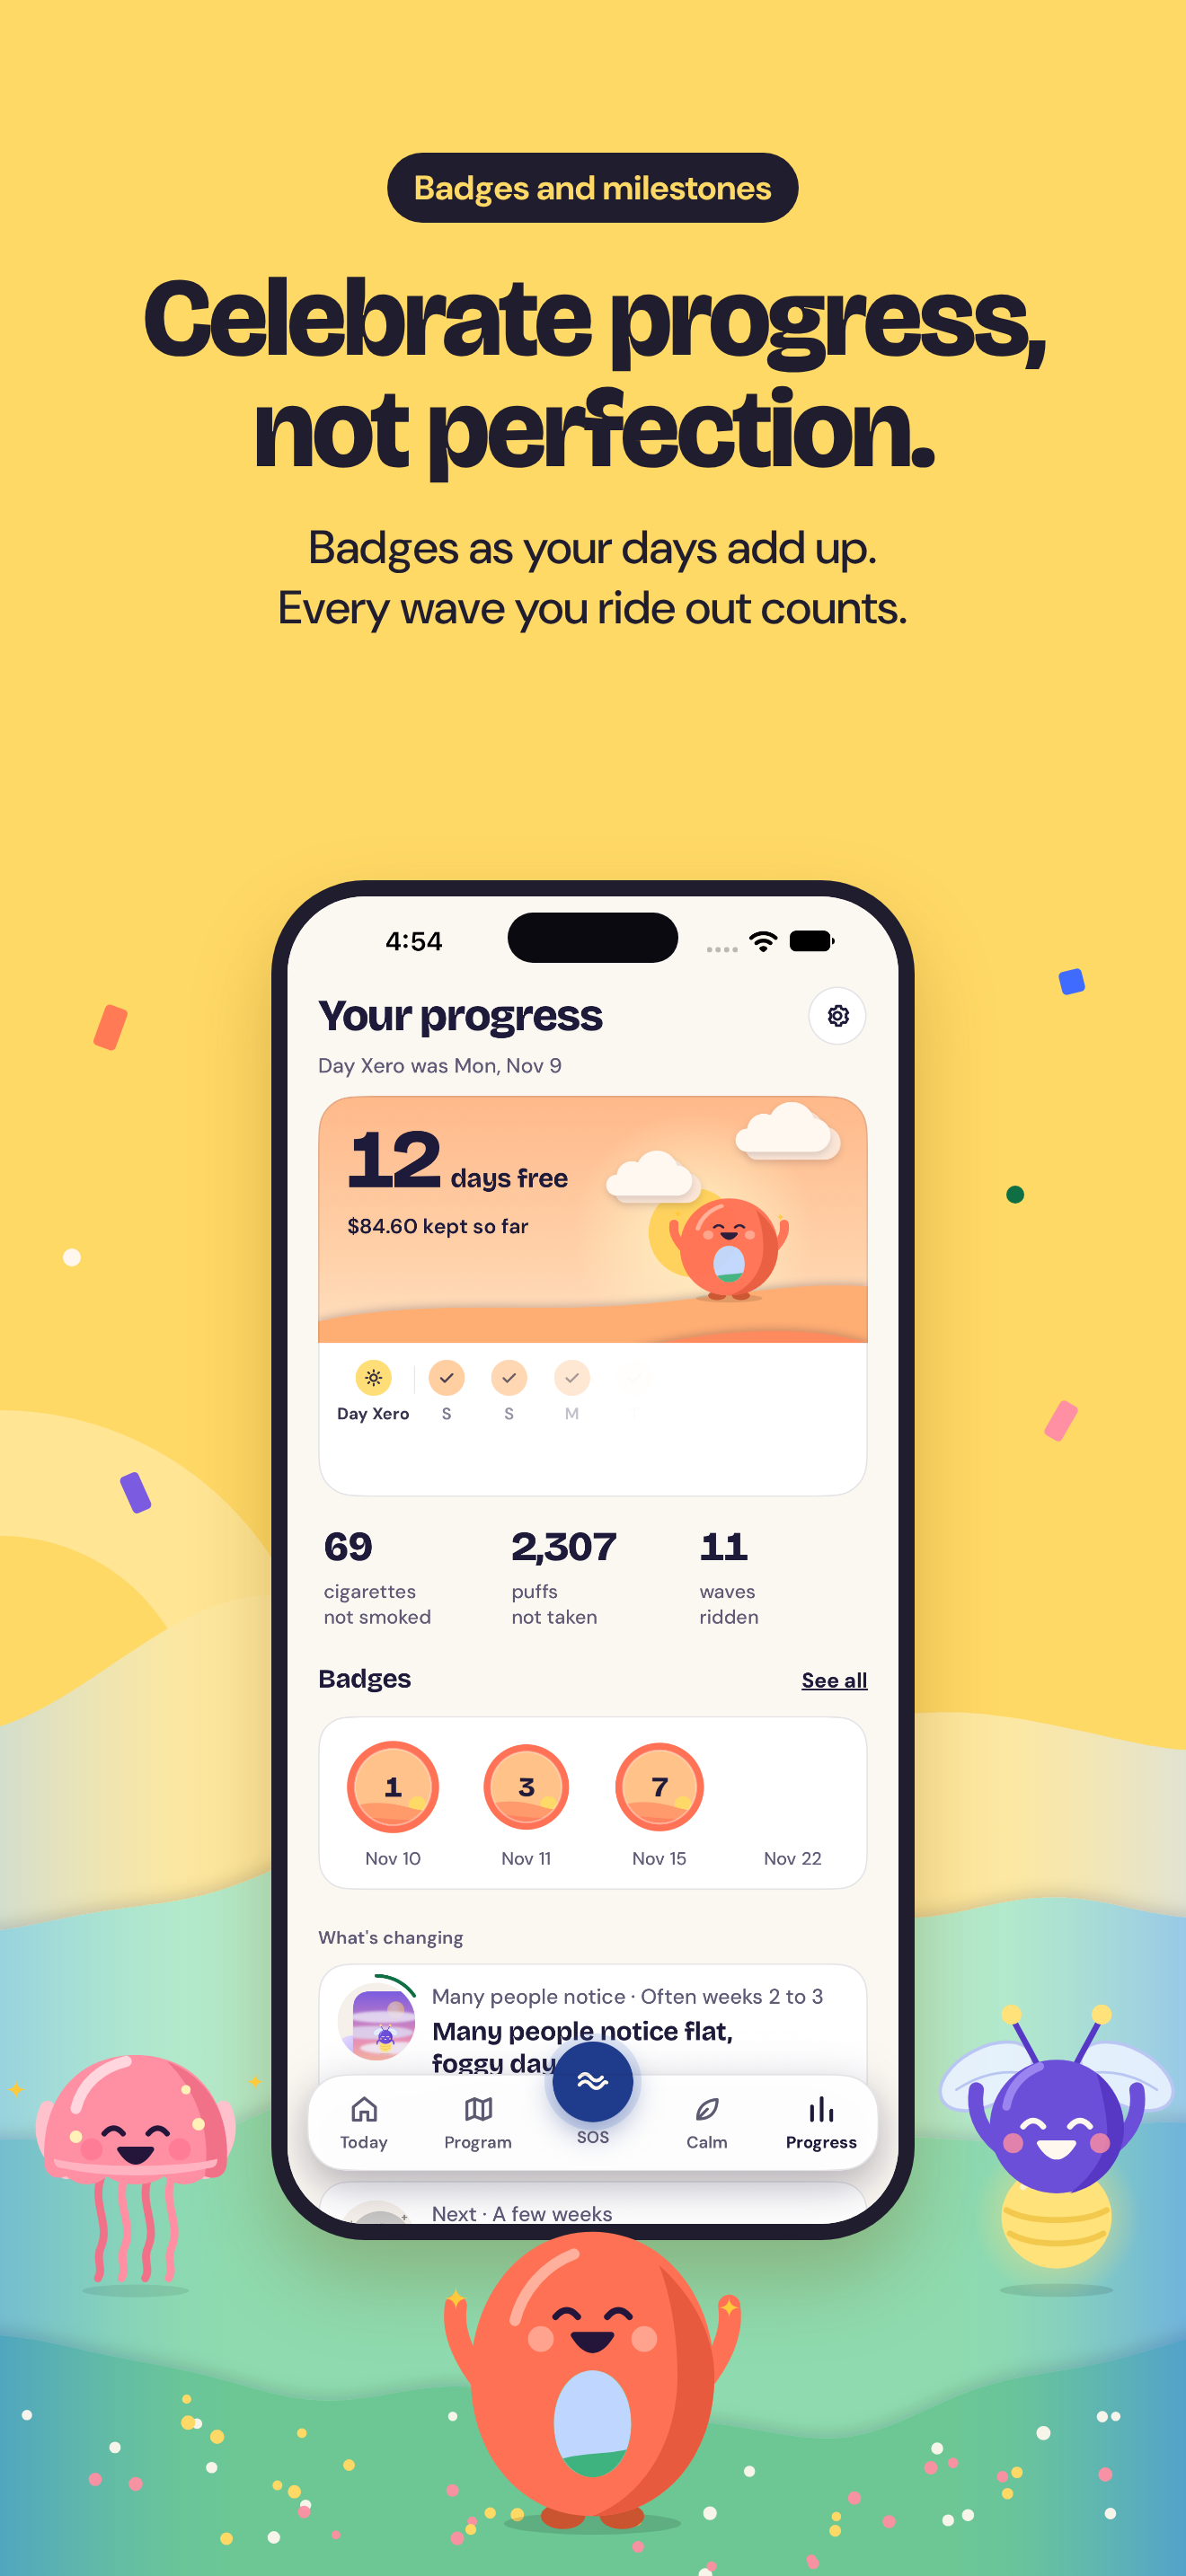 Badges and milestones
Celebrate progress,
not perfection.
Badges as your days add up.
Every wave you ride out counts.
4:54
Your progress
Day Xero was Mon, Nov 9
12 days free
$84.60 kept so far
Day Xero S S M
69 2,307 11
cigarettes puffs waves
not smoked not taken ridden
Badges See all
1 3 7
Nov 10 Nov 11 Nov 15 Nov 22
What's changing
Many people notice · Often weeks 2 to 3
Many people notice flat,
foggy day
Today Program SOS Calm Progress
Next · A few weeks